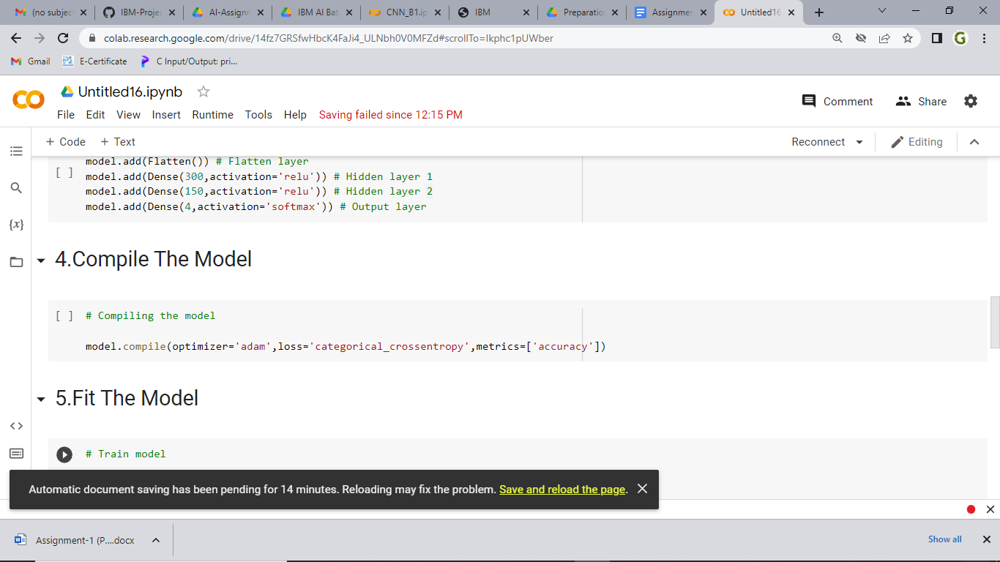 (no subjec
IBM-Projec
AI-Assignn
IBM AI Bat
CNN_B1.ip
IBM
Preparatio
Assignmen
Untitled16
colab.research.google.com/drive/14fz7GRSfwHbcK4FaJi4_ULNbh0V0MFZd#scrollTo=Ikphc1pUWber
Gmail
E-Certificate
C Input/Output: pri...
Untitled16.ipynb
Comment
Share
File Edit View Insert Runtime Tools Help Saving failed since 12:15 PM
+ Code + Text
Reconnect
Editing
model.add(Flatten()) # Flatten layer
[ ] model.add(Dense(300,activation='relu')) # Hidden layer 1
model.add(Dense(150,activation='relu')) # Hidden layer 2
model.add(Dense(4,activation='softmax')) # Output layer
{x}
4.Compile The Model
[ ] # Compiling the model
model.compile(optimizer='adam',loss='categorical_crossentropy',metrics=['accuracy'])
5.Fit The Model
# Train model
Automatic document saving has been pending for 14 minutes. Reloading may fix the problem. Save and reload the page.
Assignment-1 (P....docx
Show all